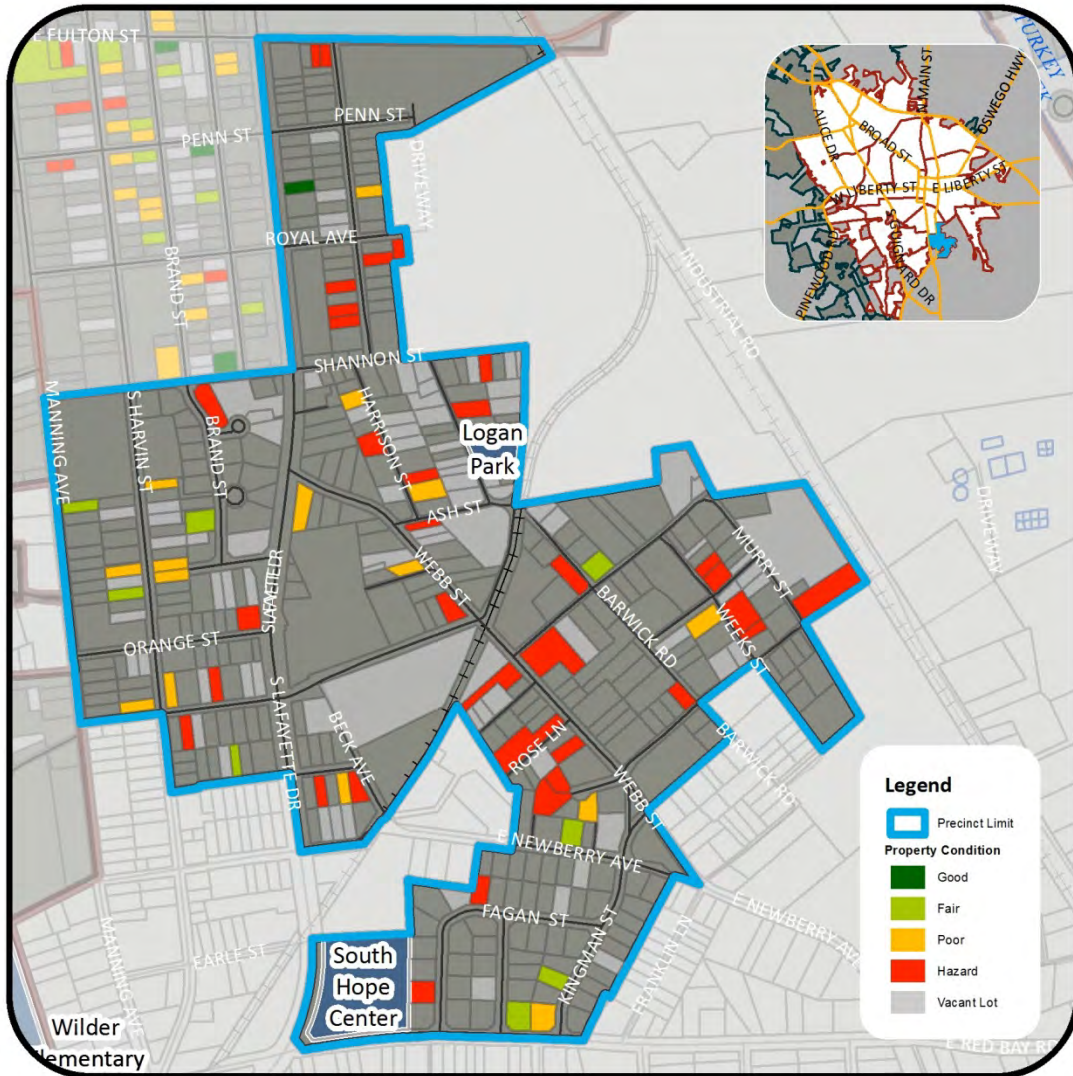 E FULTON ST
PENN ST
PENN ST
DRIVEWAY
ROYAL AVE
BRAND ST
INDUSTRIAL RD
TURKEY
N MAIN ST
OSWEGO HWY
ALICE DR
BROAD ST
W LIBERTY ST
E LIBERTY ST
PINEWOOD RD
S GUIGNARD DR
SHANNON ST
MANNING AVE
S HARVIN ST
BRAND ST
HARRISON ST
Logan
Park
ASH ST
WEBB ST
DRIVEWAY
MURRY ST
WEEKS ST
BARWICK RD
ORANGE ST
S LAFAYETTE DR
BECK AVE
ROSE LN
WEBB ST
BARWICK RD
E NEWBERRY AVE
FAGAN ST
KINGMAN ST
FRANKLIN LN
E NEWBERRY AVE
MANNING AVE
EARLE ST
South
Hope
Center
Wilder
Elementary
E RED BAY RD
Legend
Precinct Limit
Property Condition
Good
Fair
Poor
Hazard
Vacant Lot